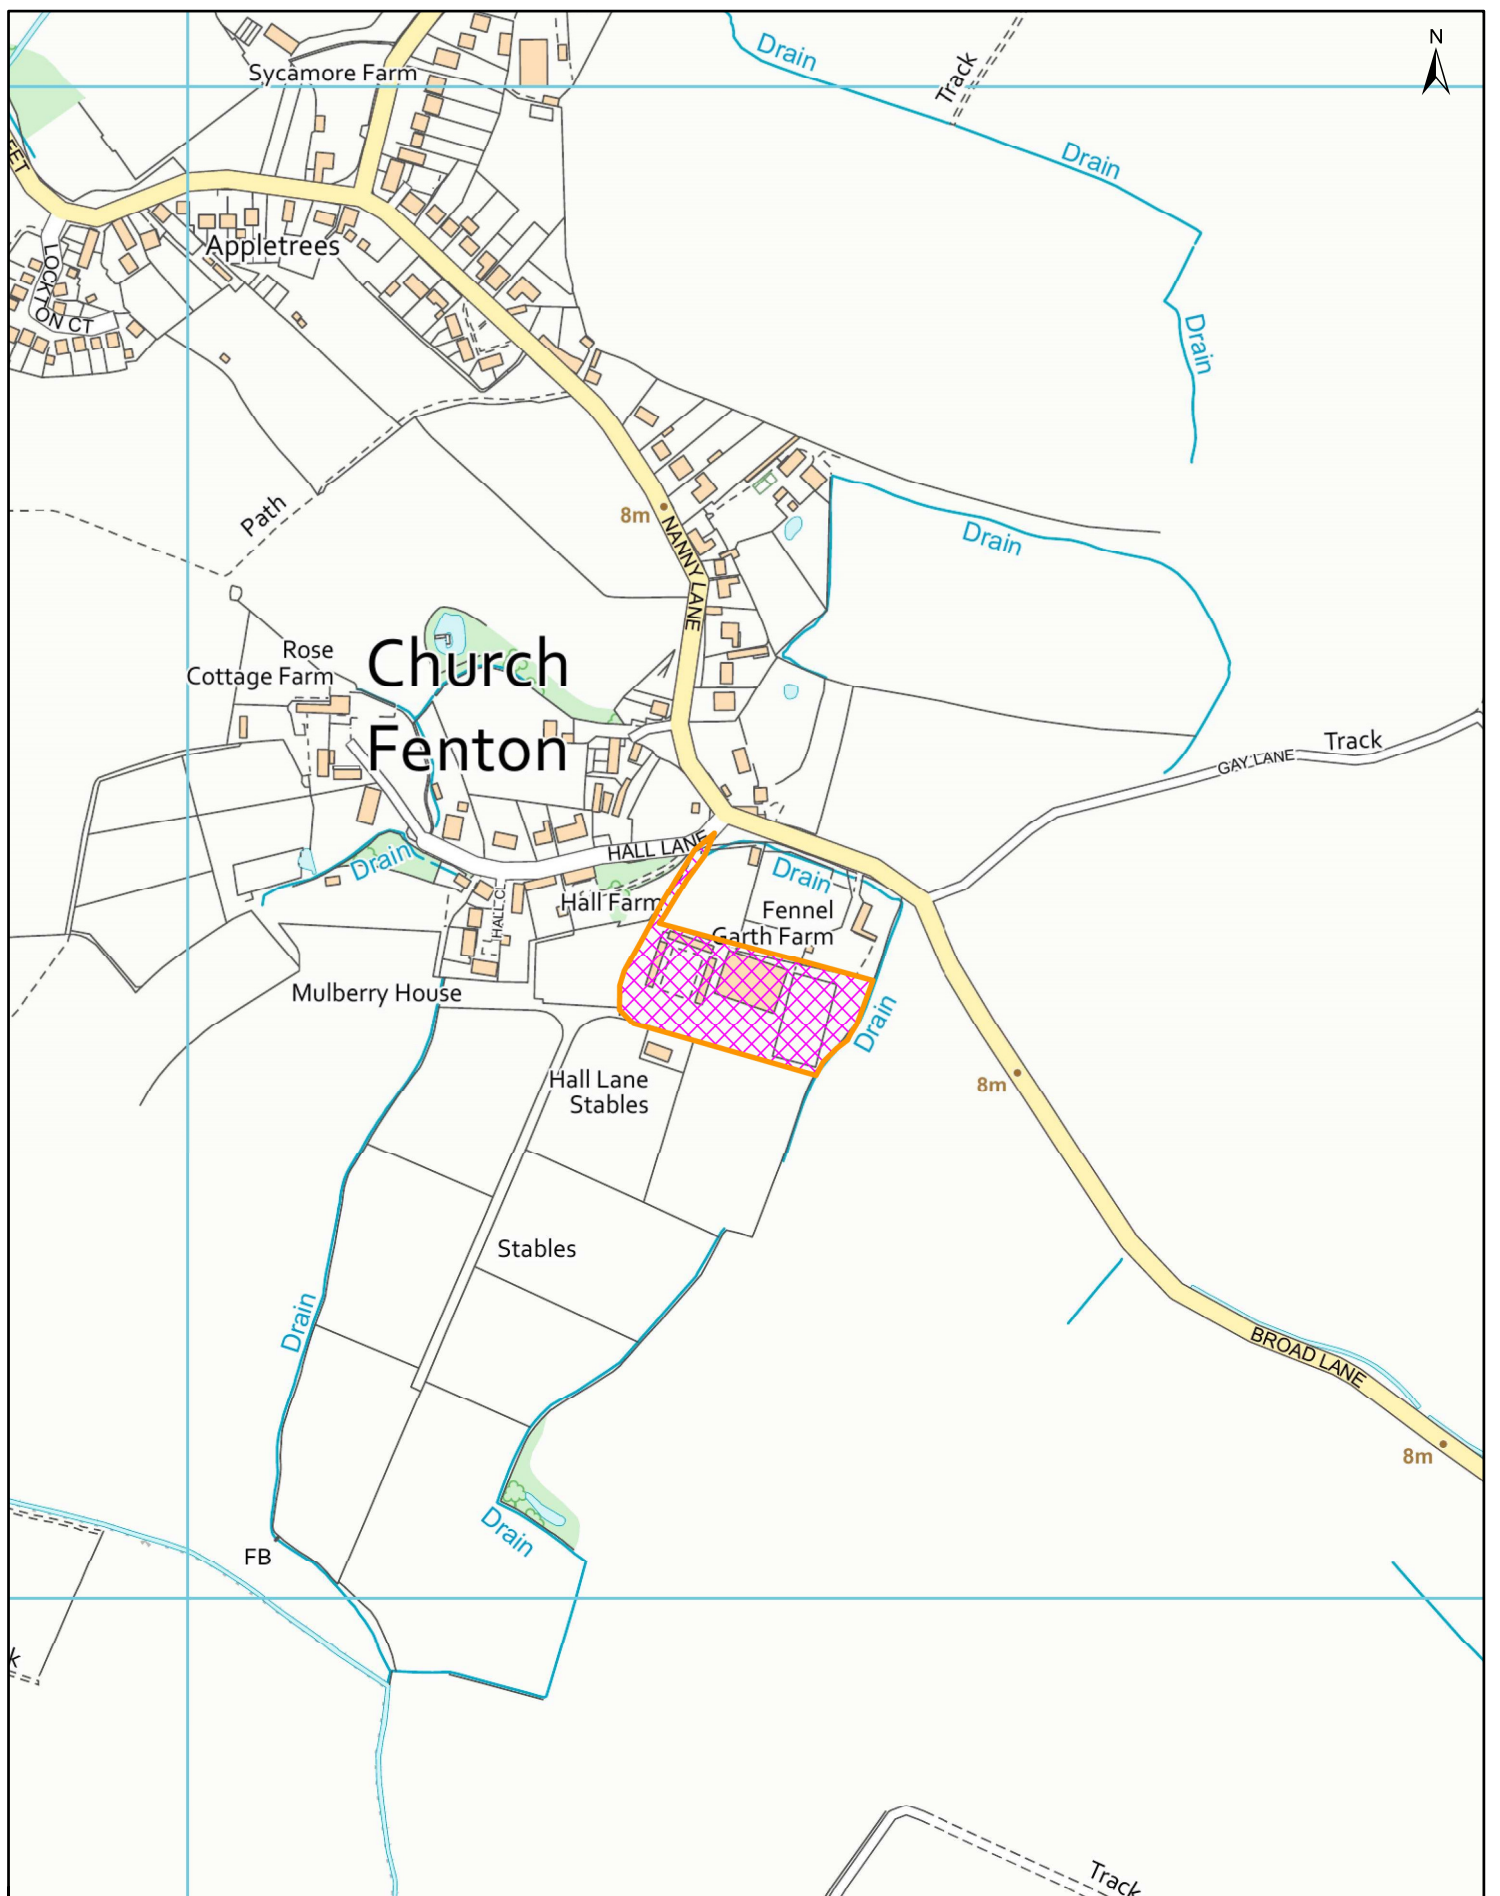 N
Drain
Track
Sycamore Farm
Drain
Appletrees
LOCKTON CT
Drain
Path
8m
NANNY LANE
Drain
Rose
Cottage Farm
Church
Fenton
Track
GAY LANE
HALL LANE
Drain
Drain
HALL CL
Hall Farm
Fennel
Garth Farm
Mulberry House
Drain
8m
Hall Lane
Stables
Stables
Drain
BROAD LANE
8m
Drain
FB
k
Track